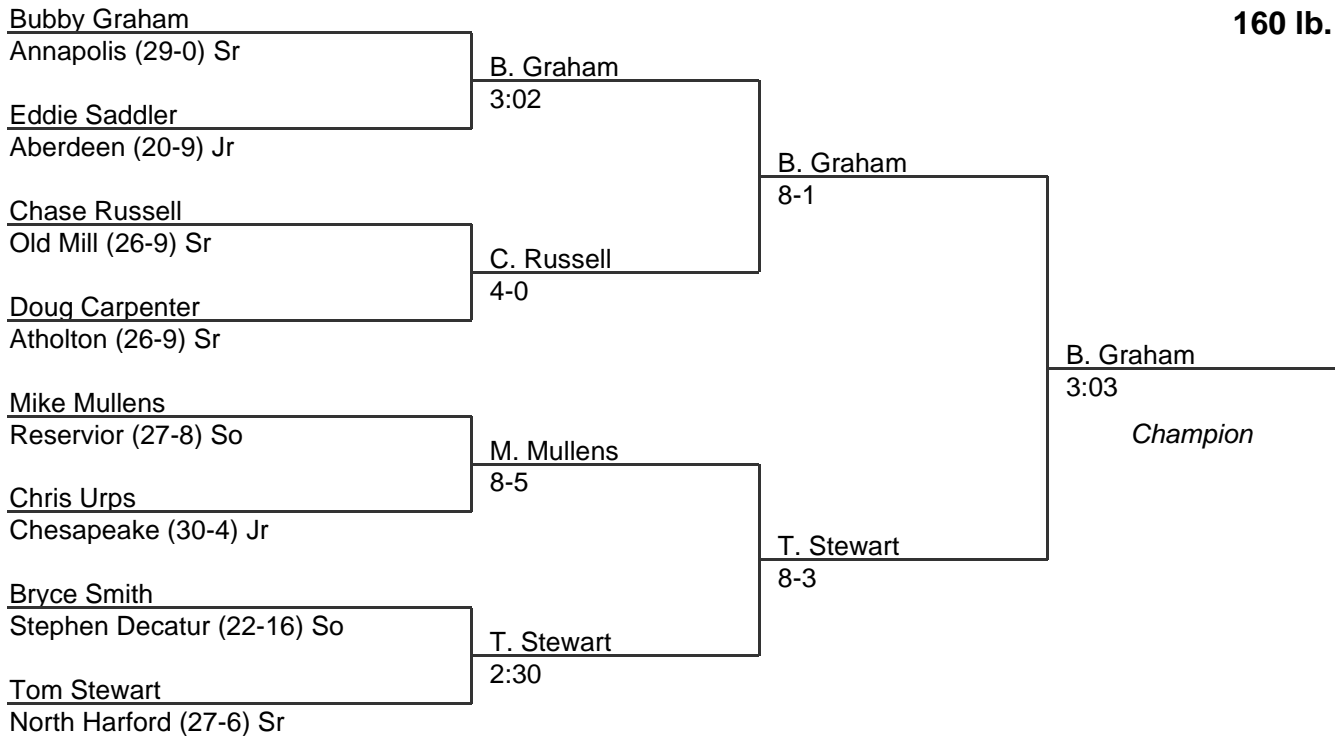 160 lb.
Bubby Graham
Annapolis (29-0) Sr
Eddie Saddler
Aberdeen (20-9) Jr
Chase Russell
Old Mill (26-9) Sr
Doug Carpenter
Atholton (26-9) Sr
Mike Mullens
Reservior (27-8) So
Chris Urps
Chesapeake (30-4) Jr
Bryce Smith
Stephen Decatur (22-16) So
Tom Stewart
North Harford (27-6) Sr
B. Graham
3:02
C. Russell
4-0
M. Mullens
8-5
T. Stewart
2:30
B. Graham
8-1
T. Stewart
8-3
B. Graham
3:03
Champion